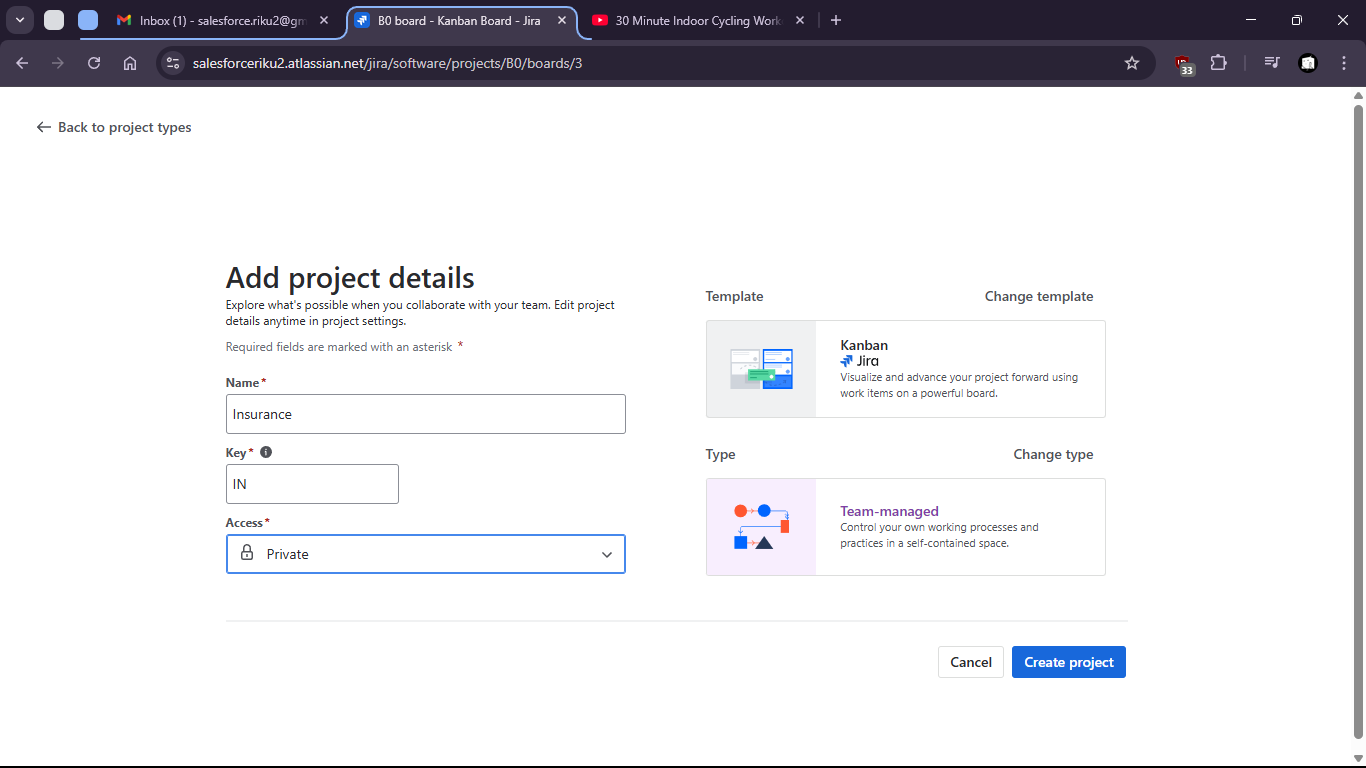 Inbox (1) - salesforce.riku2@gm
B0 board - Kanban Board - Jira
30 Minute Indoor Cycling Work
salesforceriku2.atlassian.net/jira/software/projects/B0/boards/3
33
Back to project types
Add project details
Explore what's possible when you collaborate with your team. Edit project
details anytime in project settings.
Required fields are marked with an asterisk *
Name*
Insurance
Key*
IN
Access*
Private
Template
Change template
Kanban
Jira
Visualize and advance your project forward using
work items on a powerful board.
Type
Change type
Team-managed
Control your own working processes and
practices in a self-contained space.
Cancel
Create project